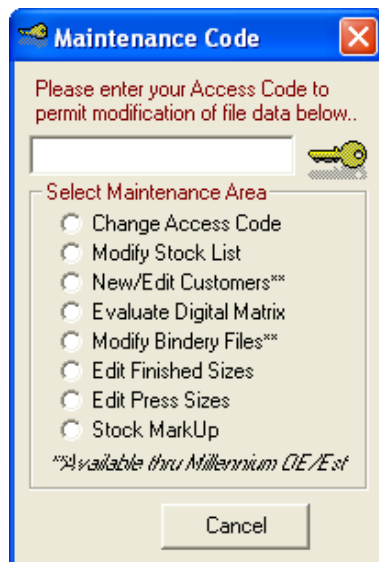 Maintenance Code
Please enter your Access Code to
permit modification of file data below..
Select Maintenance Area
Change Access Code
Modify Stock List
New/Edit Customers**
Evaluate Digital Matrix
Modify Bindery Files**
Edit Finished Sizes
Edit Press Sizes
Stock MarkUp
**Available thru Millennium OE/Est
Cancel